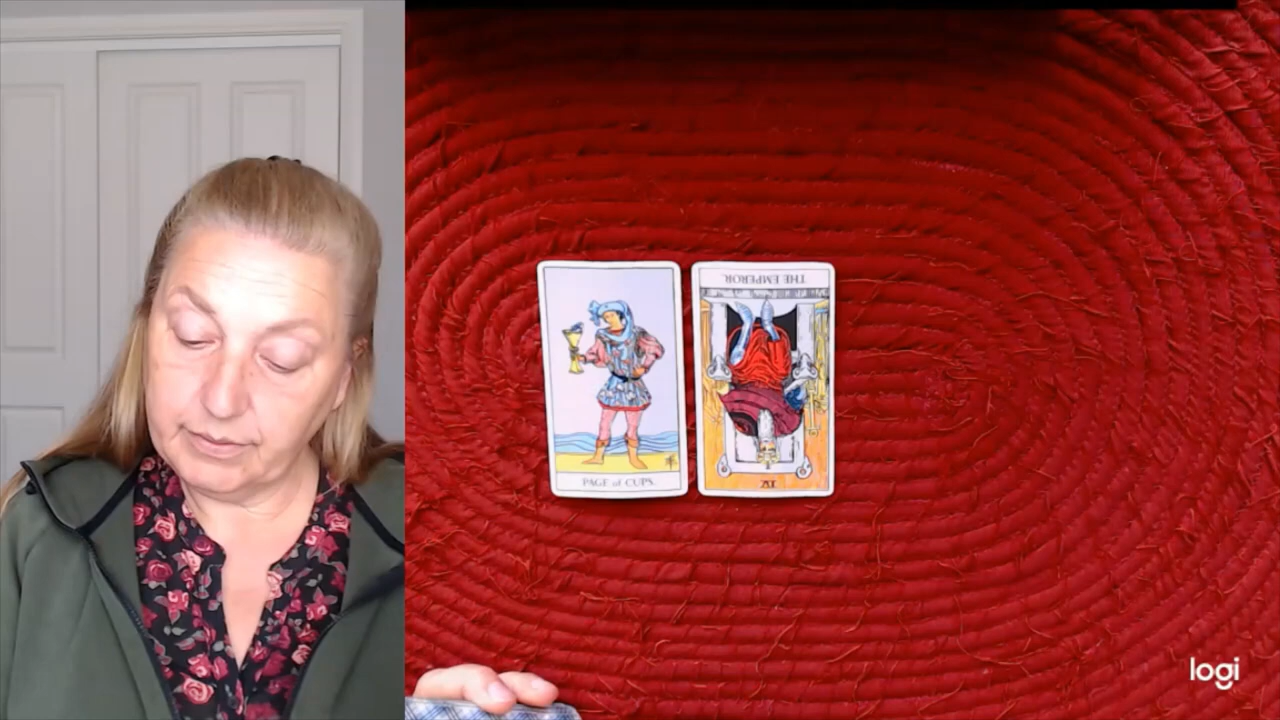 PAGE of CUPS.
THE EMPEROR.
IV
logi